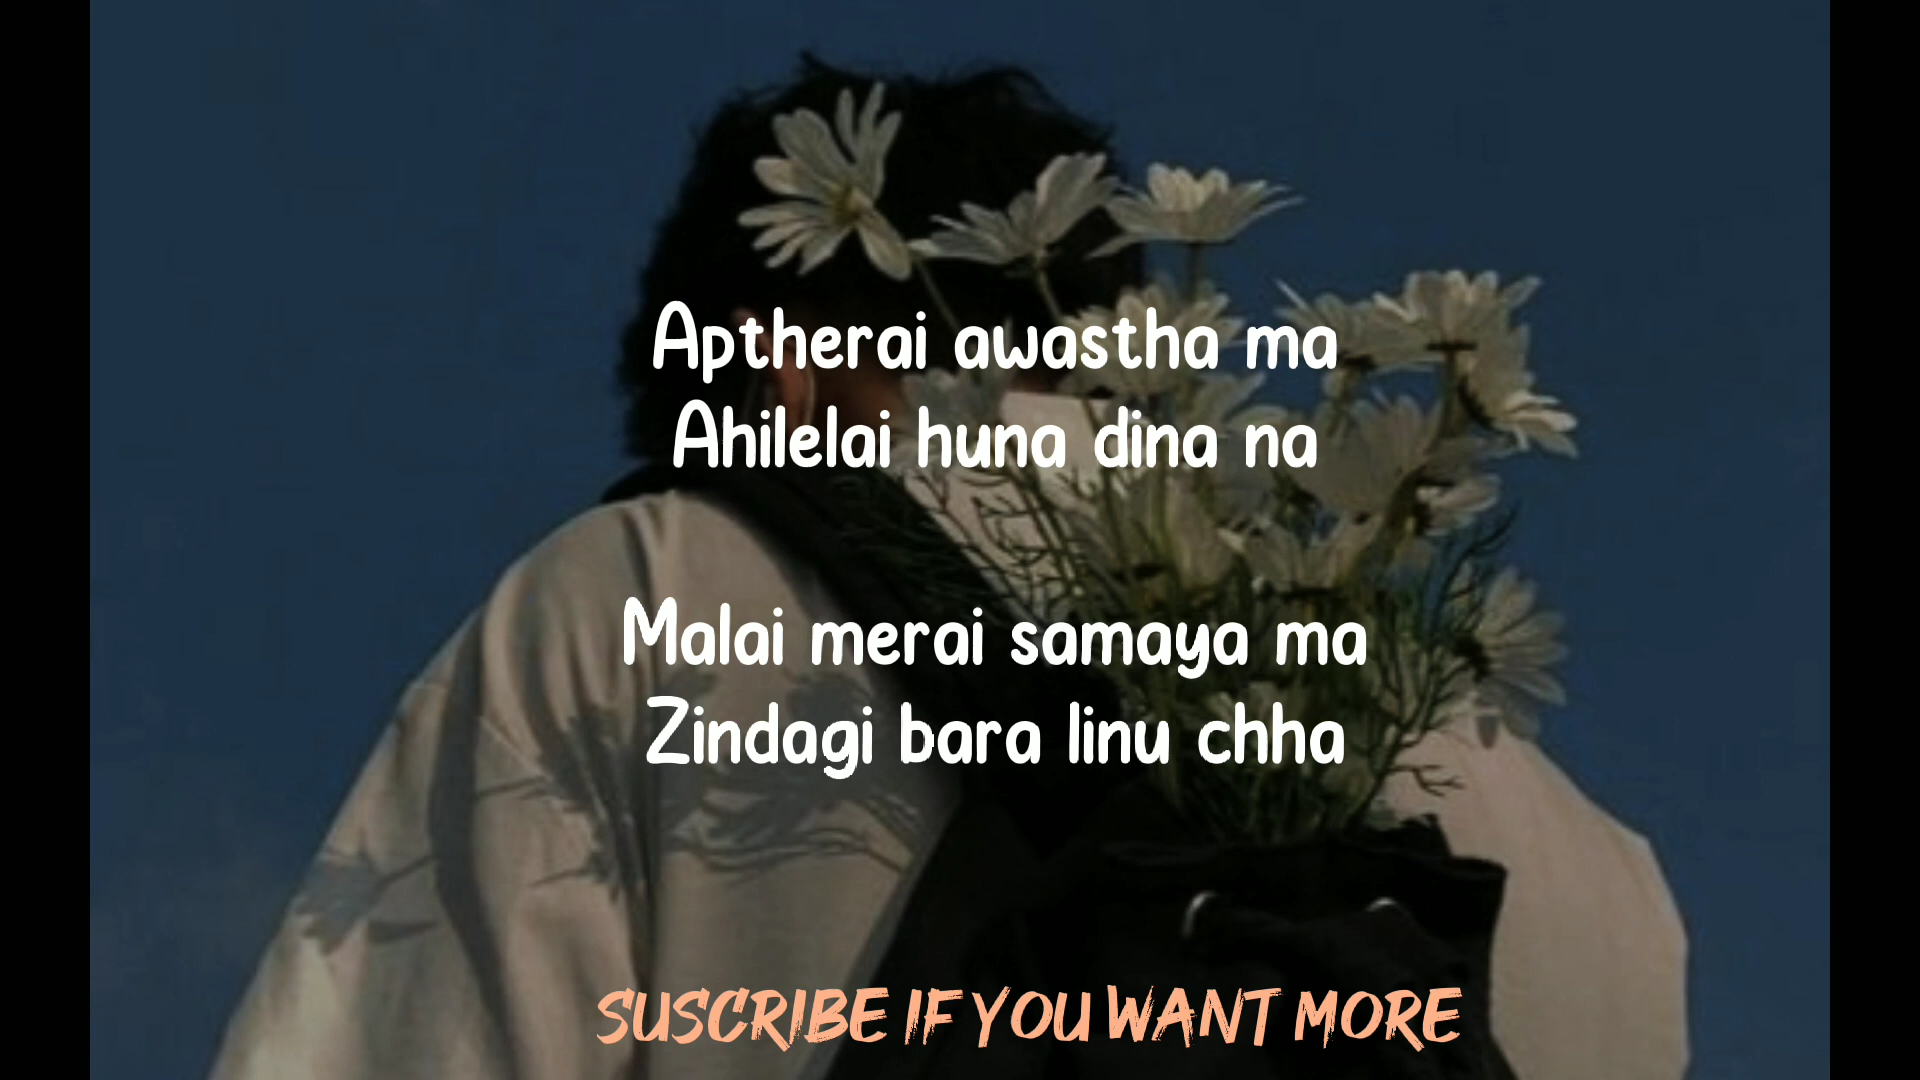 Aptherai awastha ma
Ahilelai huna dina na
Malai merai samaya ma
Zindagi bara linu chha
SUSCRIBE IF YOU WANT MORE